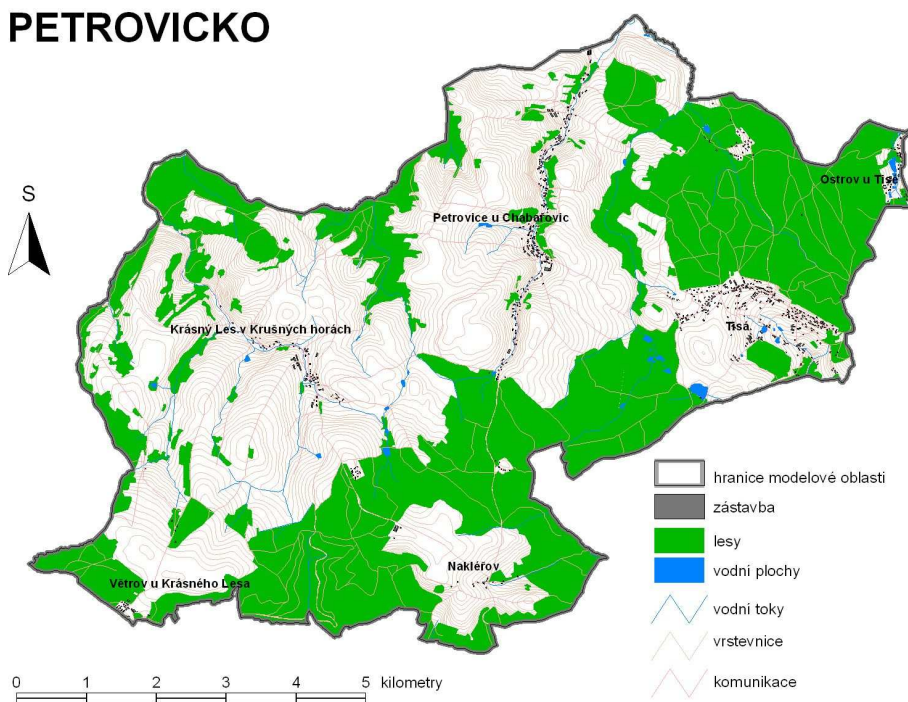 PETROVICKO
S
Ostrov u Tisé
Petrovice u Chabařovic
Krásný Les v Krušných horách
Tisá
Nakléřov
Větrov u Krásného Lesa
hranice modelové oblasti
zástavba
lesy
vodní plochy
vodní toky
vrstevnice
komunikace
0 1 2 3 4 5 kilometry